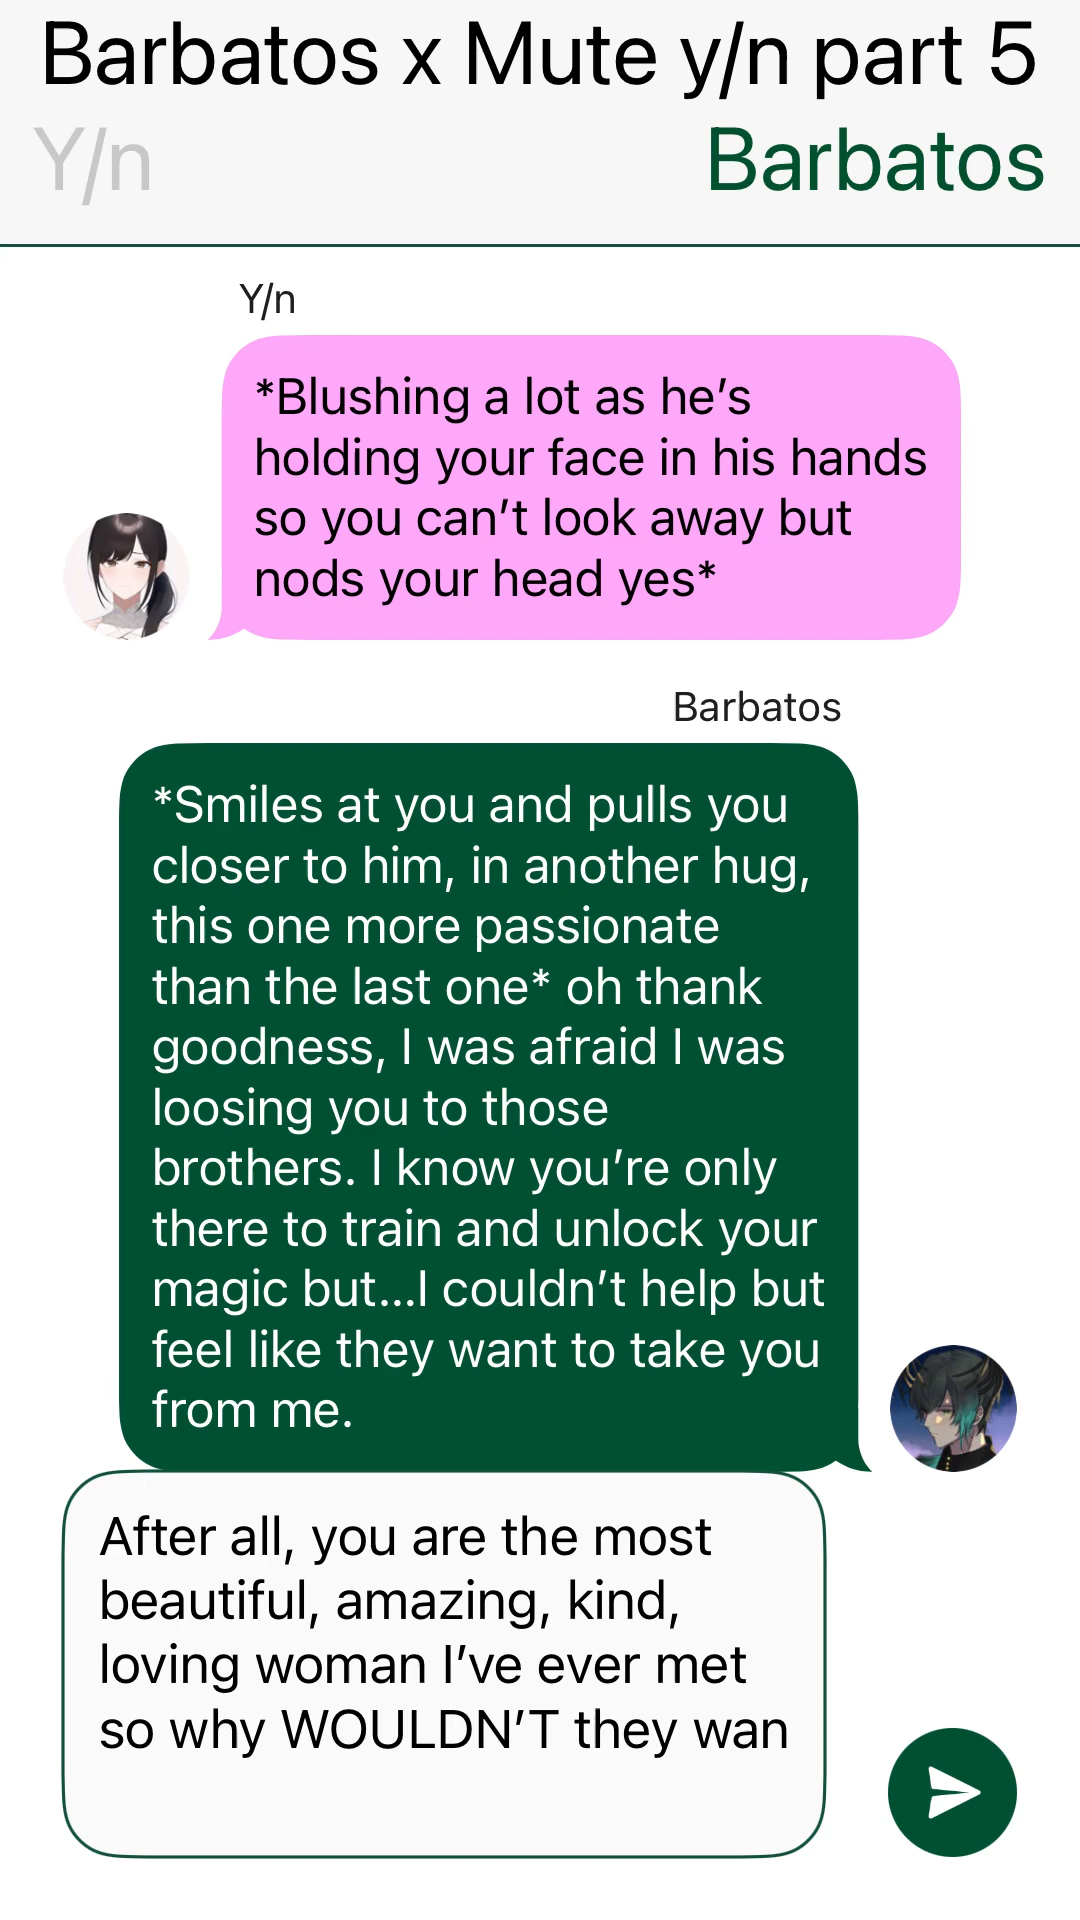 Barbatos x Mute y/n part 5
Y/n Barbatos
Y/n
*Blushing a lot as he’s
holding your face in his hands
so you can’t look away but
nods your head yes*
Barbatos
*Smiles at you and pulls you
closer to him, in another hug,
this one more passionate
than the last one* oh thank
goodness, I was afraid I was
loosing you to those
brothers. I know you’re only
there to train and unlock your
magic but...I couldn’t help but
feel like they want to take you
from me.
After all, you are the most
beautiful, amazing, kind,
loving woman I’ve ever met
so why WOULDN’T they wan